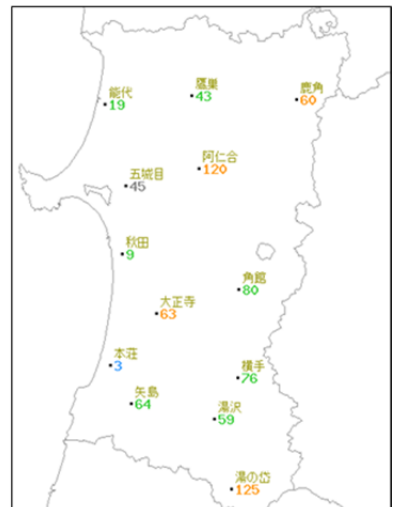 能代
19
鷹巣
43
鹿角
60
阿仁合
120
五城目
45
秋田
9
角館
80
大正寺
63
本荘
3
横手
76
矢島
64
湯沢
59
湯の岱
125